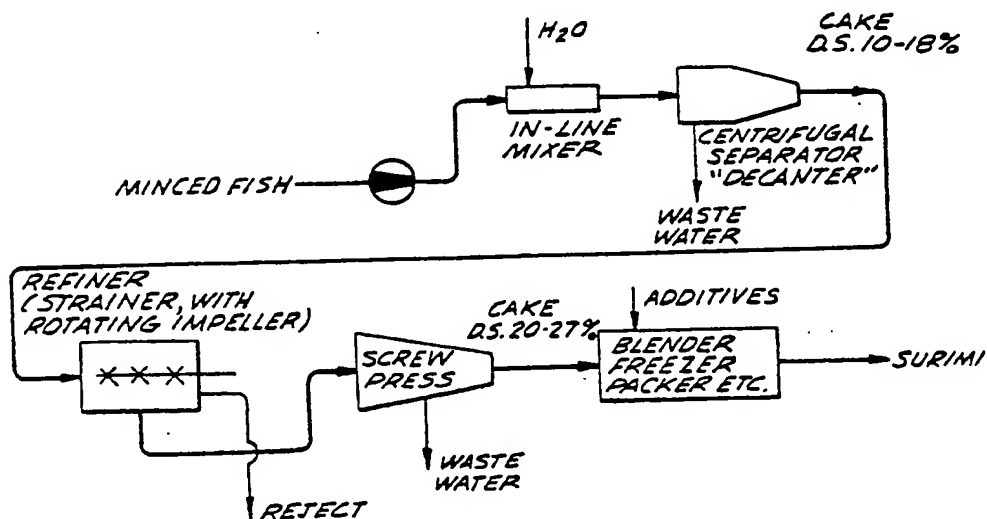 H2O
CAKE
D.S. 10-18%
IN-LINE
MIXER
CENTRIFUGAL
SEPARATOR
"DECANTER"
MINCED FISH
WASTE
WATER
REFINER
(STRAINER, WITH
ROTATING IMPELLER)
CAKE
D.S. 20-27%
ADDITIVES
SCREW
PRESS
BLENDER
FREEZER
PACKER ETC.
SURIMI
WASTE
WATER
REJECT